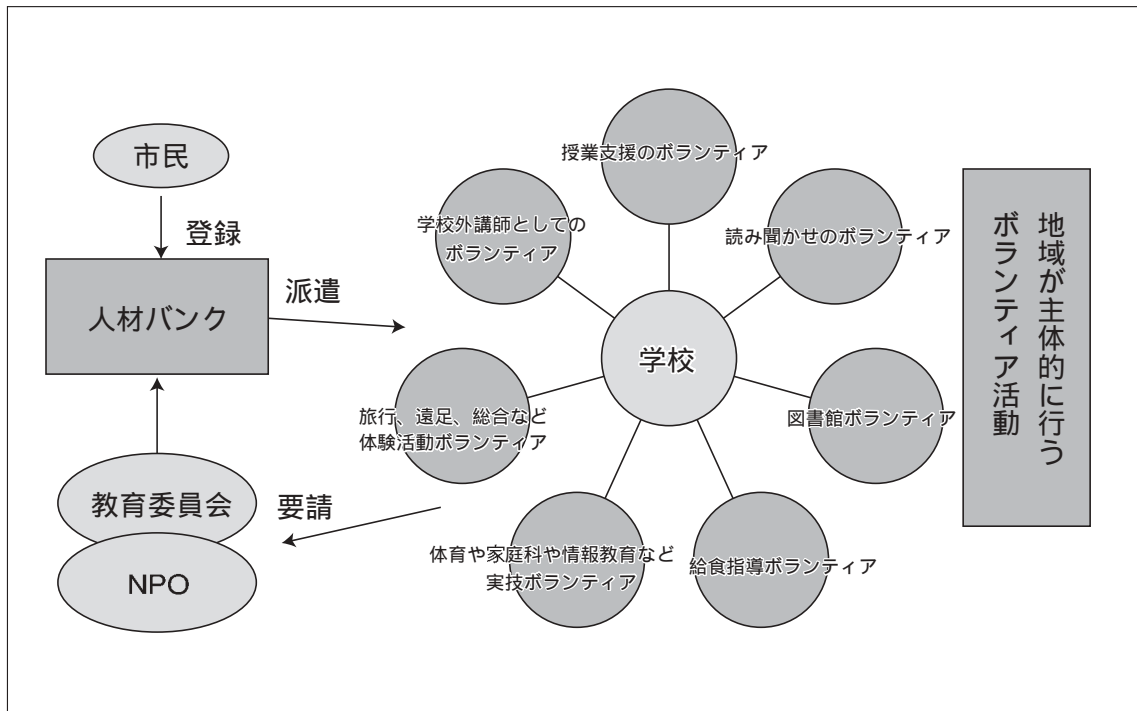 市民
登録
人材バンク
派遣
教育委員会
NPO
要請
学校
授業支援のボランティア
読み聞かせのボランティア
図書館ボランティア
給食指導ボランティア
体育や家庭科や情報教育など
実技ボランティア
旅行、遠足、総合など
体験活動ボランティア
学校外講師としての
ボランティア
地域が主体的に行う
ボランティア活動